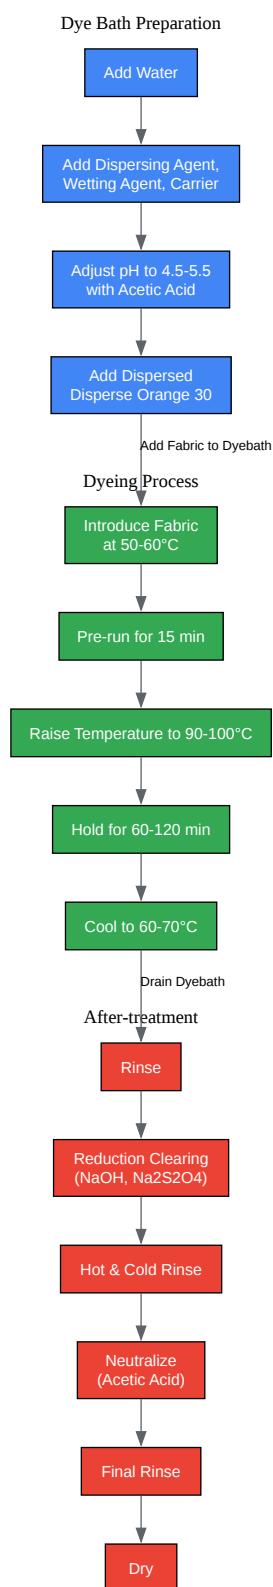 Dye Bath Preparation
Add Water
Add Dispersing Agent,
Wetting Agent, Carrier
Adjust pH to 4.5-5.5
with Acetic Acid
Add Dispersed
Disperse Orange 30
Add Fabric to Dyebath
Dyeing Process
Introduce Fabric
at 50-60°C
Pre-run for 15 min
Raise Temperature to 90-100°C
Hold for 60-120 min
Cool to 60-70°C
Drain Dyebath
After-treatment
Rinse
Reduction Clearing
(NaOH, Na2S2O4)
Hot & Cold Rinse
Neutralize
(Acetic Acid)
Final Rinse
Dry